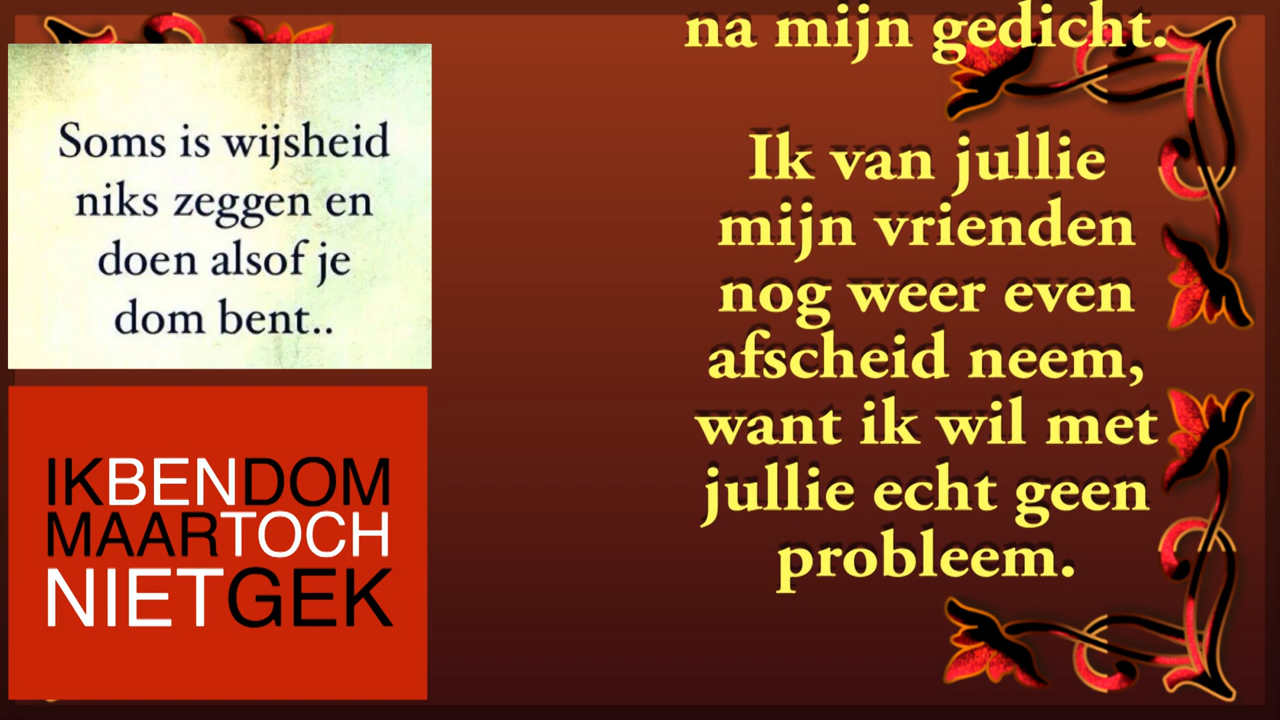 Soms is wijsheid
niks zeggen en
doen alsof je
dom bent..
IKBENDOM
MAARTOCH
NIETGEK
na mijn gedicht.
Ik van jullie
mijn vrienden
nog weer even
afscheid neem,
want ik wil met
jullie echt geen
probleem.